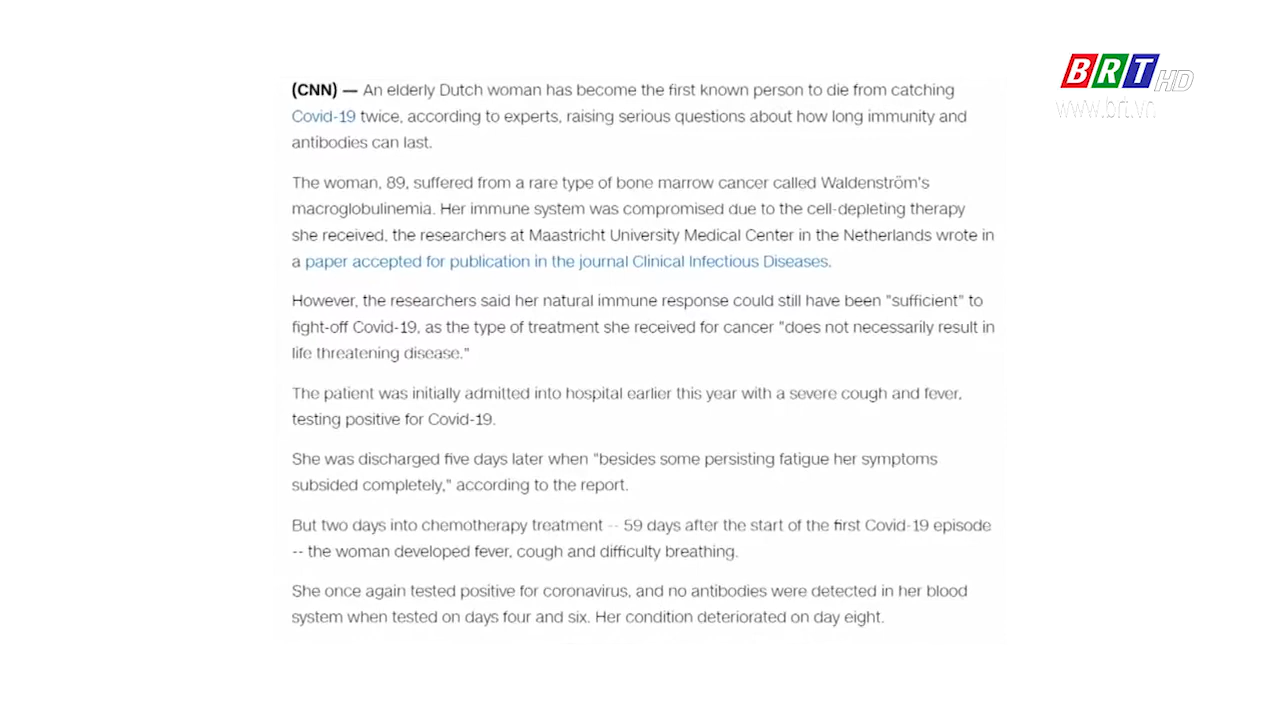 BRT HD
www.brt.vn
(CNN) — An elderly Dutch woman has become the first known person to die from catching
Covid-19 twice, according to experts, raising serious questions about how long immunity and
antibodies can last.
The woman, 89, suffered from a rare type of bone marrow cancer called Waldenström's
macroglobulinemia. Her immune system was compromised due to the cell-depleting therapy
she received, the researchers at Maastricht University Medical Center in the Netherlands wrote in
a paper accepted for publication in the journal Clinical Infectious Diseases.
However, the researchers said her natural immune response could still have been "sufficient" to
fight-off Covid-19, as the type of treatment she received for cancer "does not necessarily result in
life threatening disease."
The patient was initially admitted into hospital earlier this year with a severe cough and fever,
testing positive for Covid-19.
She was discharged five days later when "besides some persisting fatigue her symptoms
subsided completely," according to the report.
But two days into chemotherapy treatment -- 59 days after the start of the first Covid-19 episode
-- the woman developed fever, cough and difficulty breathing.
She once again tested positive for coronavirus, and no antibodies were detected in her blood
system when tested on days four and six. Her condition deteriorated on day eight.